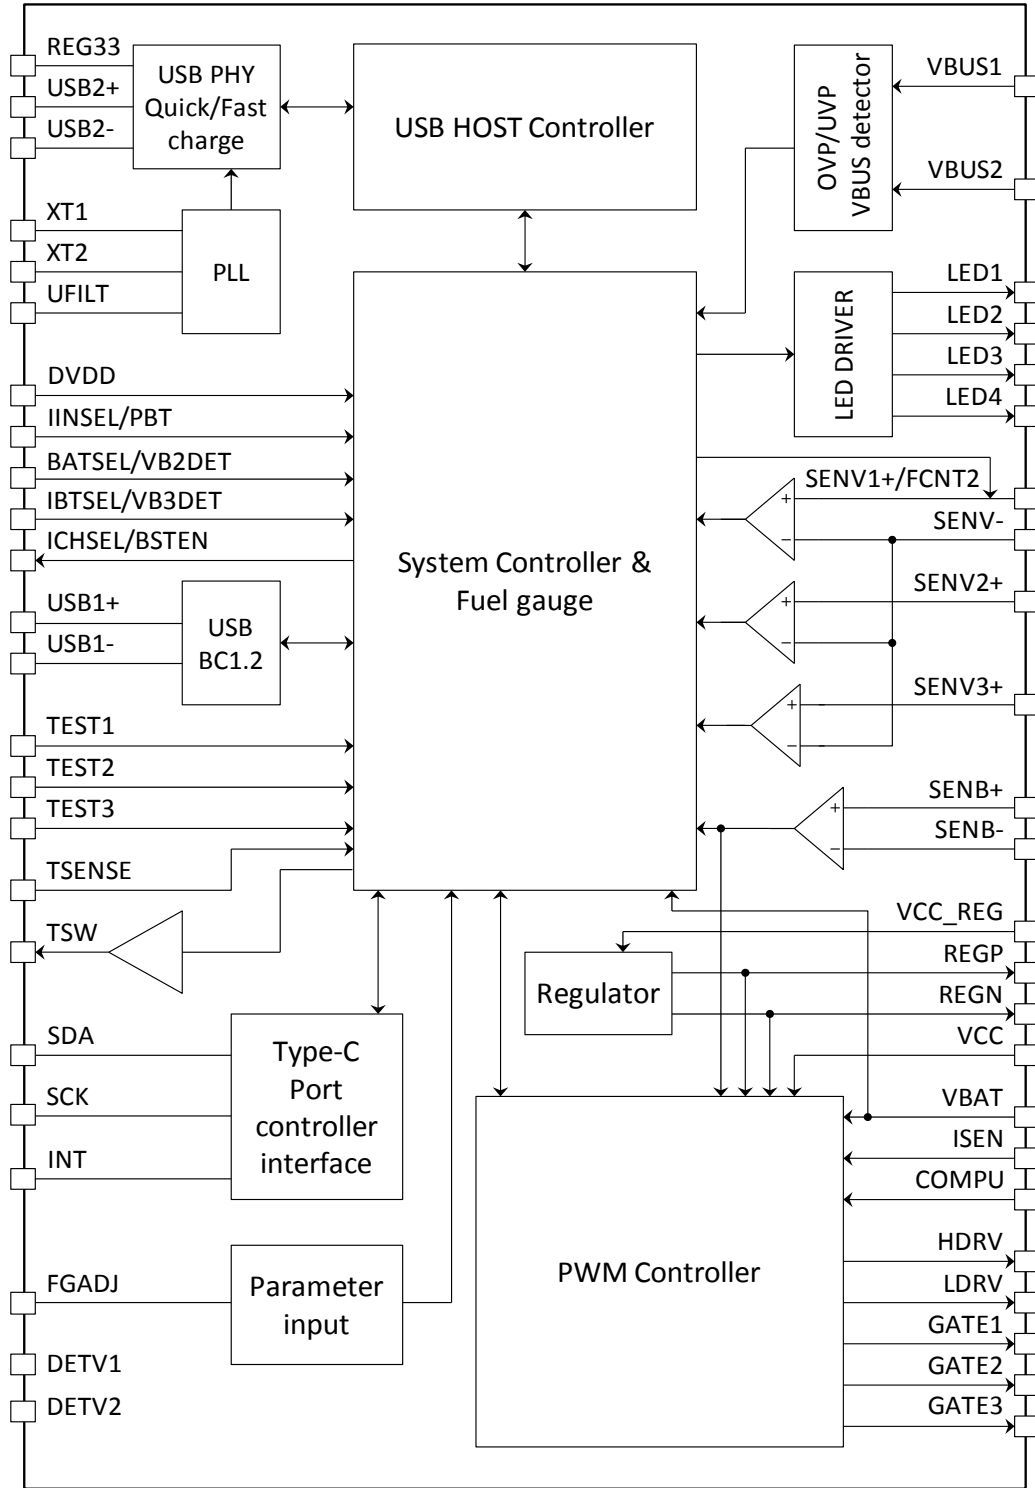 REG33
USB2+
USB2-
USB PHY
Quick/Fast
charge
USB HOST Controller
OVP/UVP
VBUS detector
VBUS1
VBUS2
XT1
XT2
UFILT
PLL
LED DRIVER
LED1
LED2
LED3
LED4
DVDD
IINSEL/PBT
BATSEL/VB2DET
IBTSEL/VB3DET
ICHSEL/BSTEN
System Controller &
Fuel gauge
SENV1+/FCNT2
+
−
SENV-
SENV2+
+
−
SENV3+
+
−
USB1+
USB1-
USB
BC1.2
TEST1
TEST2
TEST3
TSENSE
TSW
SENB+
+
−
SENB-
VCC_REG
Regulator
REGP
REGN
VCC
SDA
SCK
INT
Type-C
Port
controller
interface
VBAT
ISEN
COMPU
PWM Controller
HDRV
LDRV
GATE1
GATE2
GATE3
FGADJ
Parameter
input
DETV1
DETV2